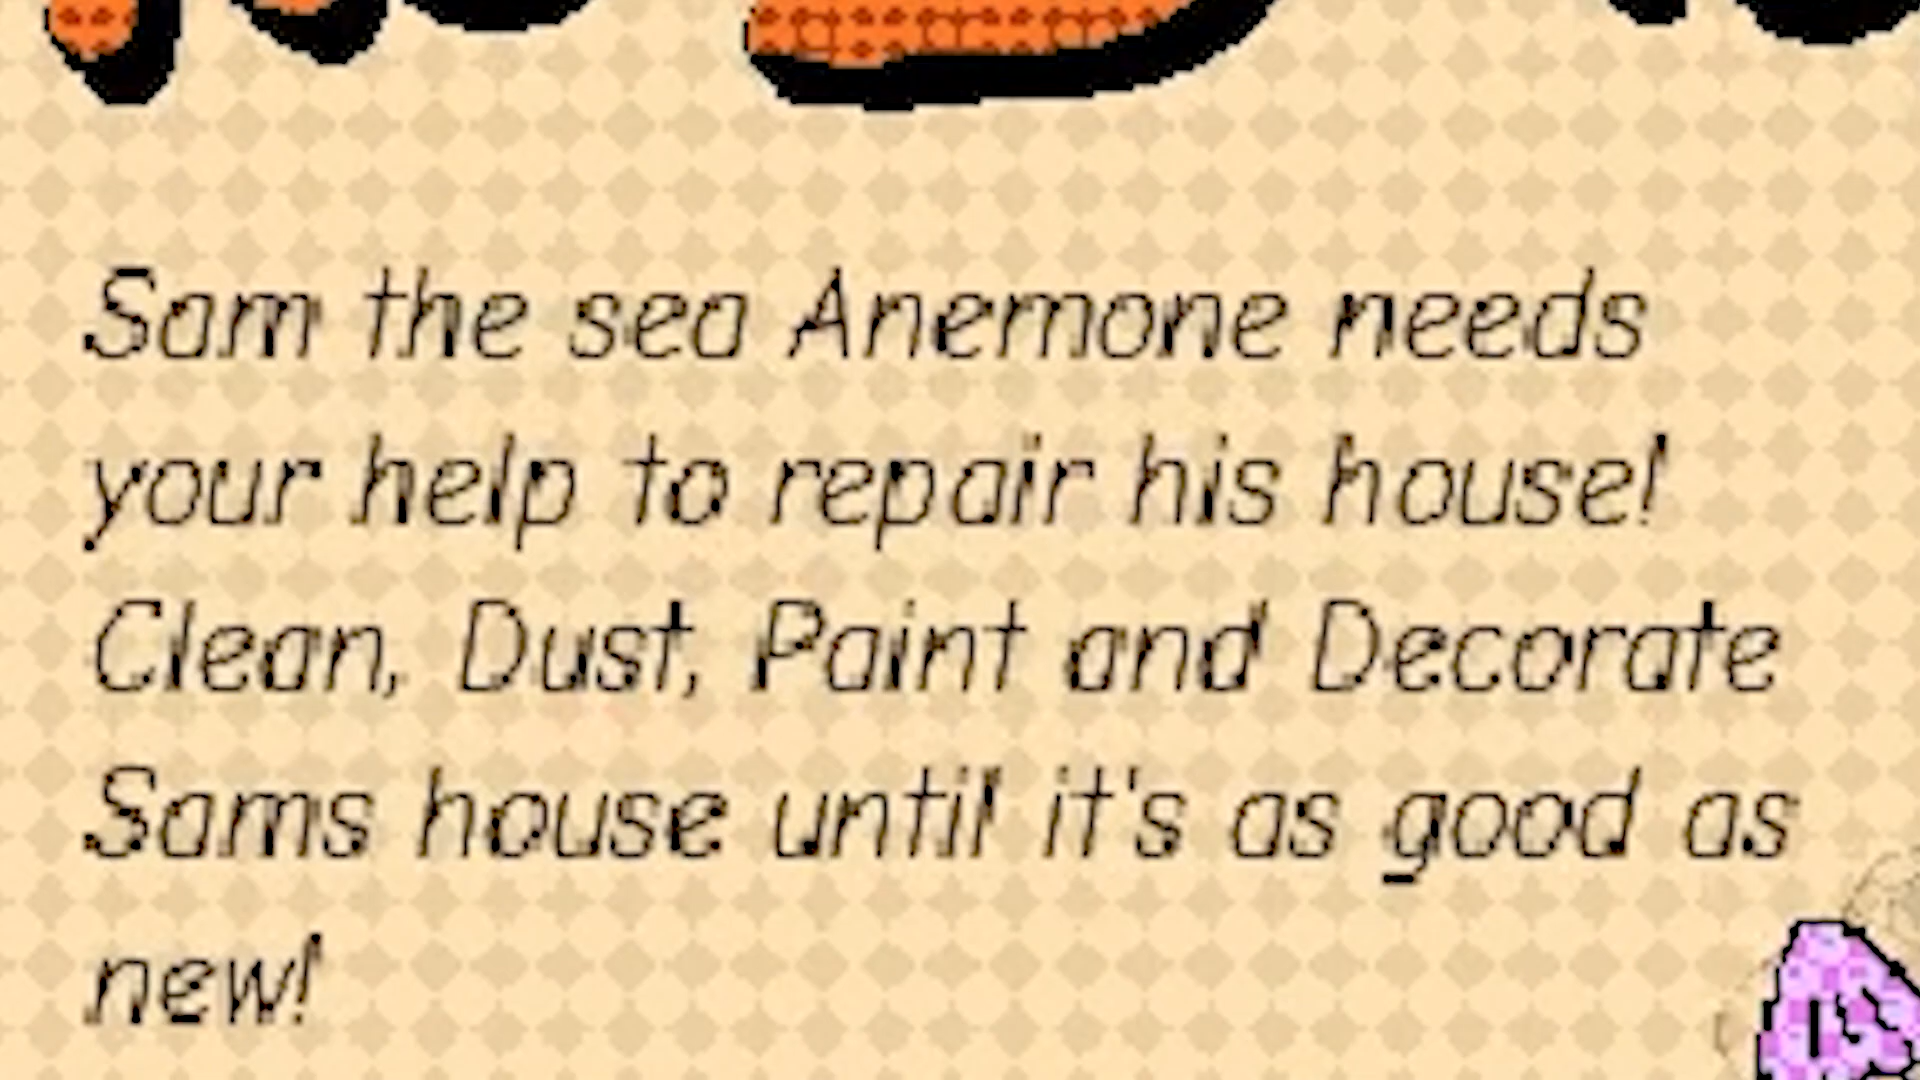 Sam the sea Anemone needs
your help to repair his house!
Clean, Dust, Paint and Decorate
Sams house until it's as good as
new!